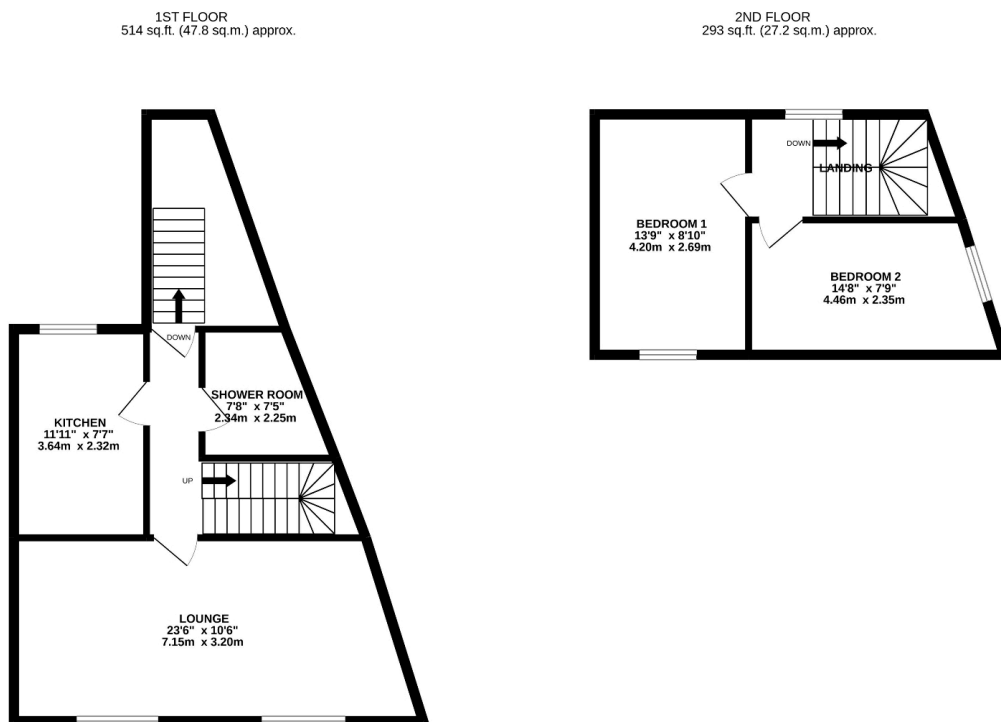 1ST FLOOR
514 sq.ft. (47.8 sq.m.) approx.
2ND FLOOR
293 sq.ft. (27.2 sq.m.) approx.
DOWN
LANDING
BEDROOM 1
13'9" x 8'10"
4.20m x 2.69m
BEDROOM 2
14'8" x 7'9"
4.46m x 2.35m
DOWN
SHOWER ROOM
7'8" x 7'5"
2.34m x 2.25m
KITCHEN
11'11" x 7'7"
3.64m x 2.32m
UP
LOUNGE
23'6" x 10'6"
7.15m x 3.20m